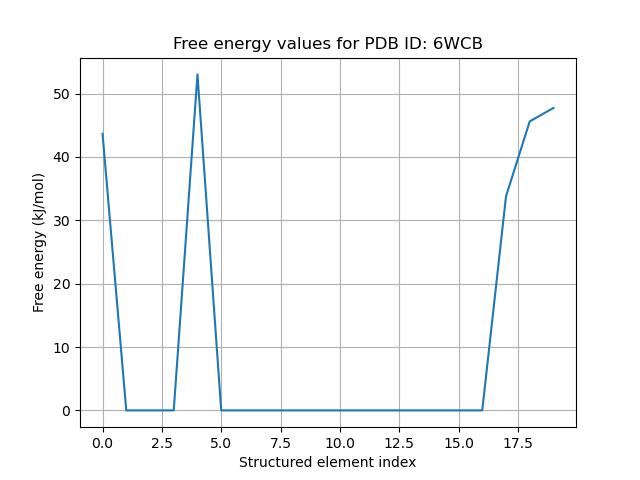 Free energy values for PDB ID: 6WCB
50
40
30
20
10
0
Free energy (kJ/mol)
0.0 2.5 5.0 7.5 10.0 12.5 15.0 17.5
Structured element index